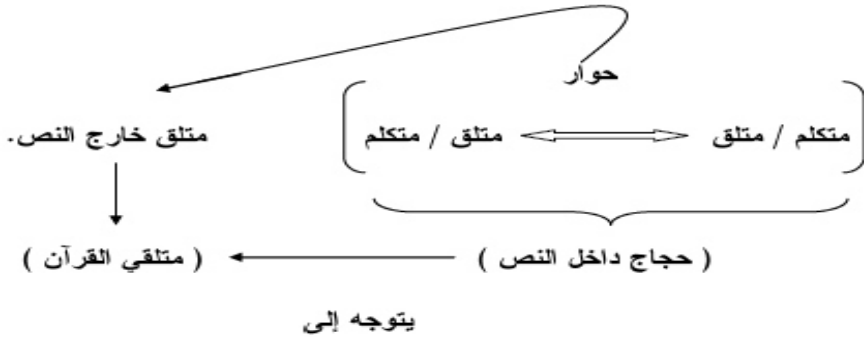 حوار
متكلم / متلق متلق / متكلم متلق خارج النص.
( حجاج داخل النص ) ( متلقي القرآن )
يتوجه إلى